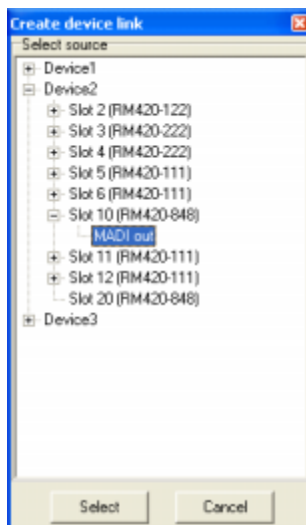 Create device link
Select source
Device1
Device2
Slot 2 (RM420-122)
Slot 3 (RM420-222)
Slot 4 (RM420-222)
Slot 5 (RM420-111)
Slot 6 (RM420-111)
Slot 10 (RM420-848)
MADI out
Slot 11 (RM420-111)
Slot 12 (RM420-111)
Slot 20 (RM420-848)
Device3
Select Cancel